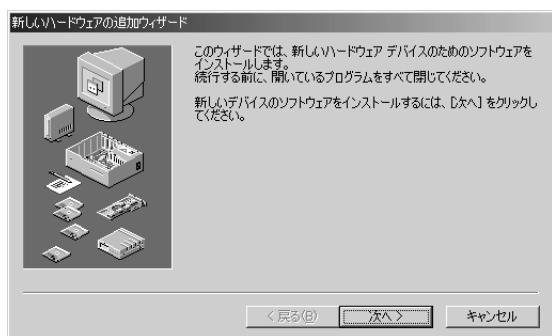 新しいハードウェアの追加ウィザード
このウィザードでは、新しいハードウェア デバイスのためのソフトウェアを
インストールします。
続行する前に、開いているプログラムをすべて閉じてください。
新しいデバイスのソフトウェアをインストールするには、[次へ] をクリックし
てください。
< 戻る(B)
次へ >
キャンセル